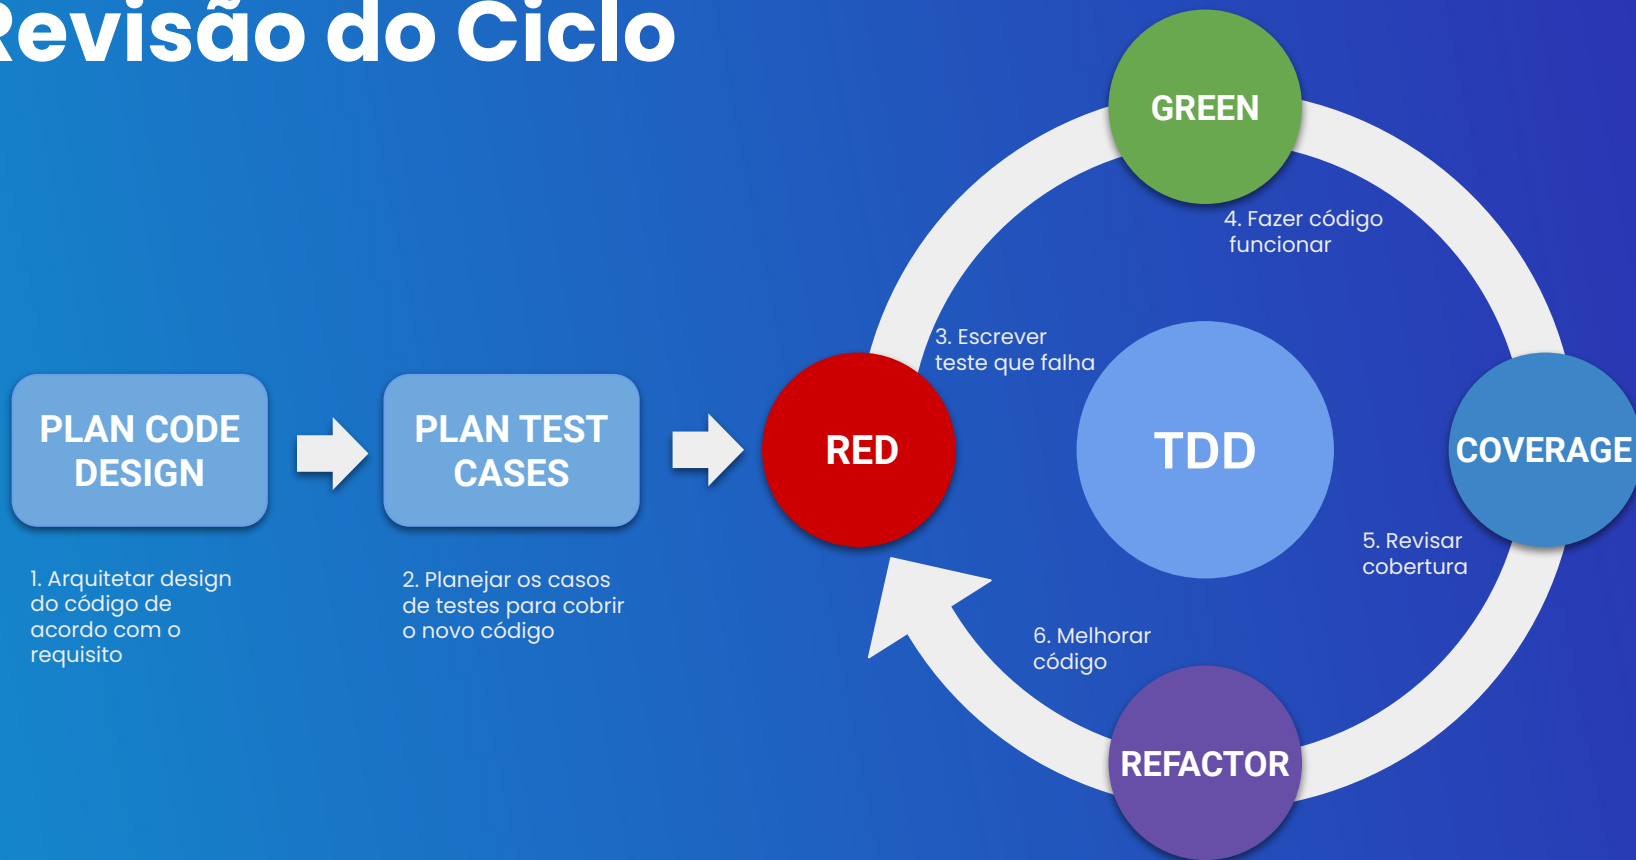 Revisão do Ciclo
PLAN CODE
DESIGN
1. Arquitetar design
do código de
acordo com o
requisito
PLAN TEST
CASES
2. Planejar os casos
de testes para cobrir
o novo código
RED
3. Escrever
teste que falha
GREEN
4. Fazer código
funcionar
TDD
COVERAGE
5. Revisar
cobertura
REFACTOR
6. Melhorar
código